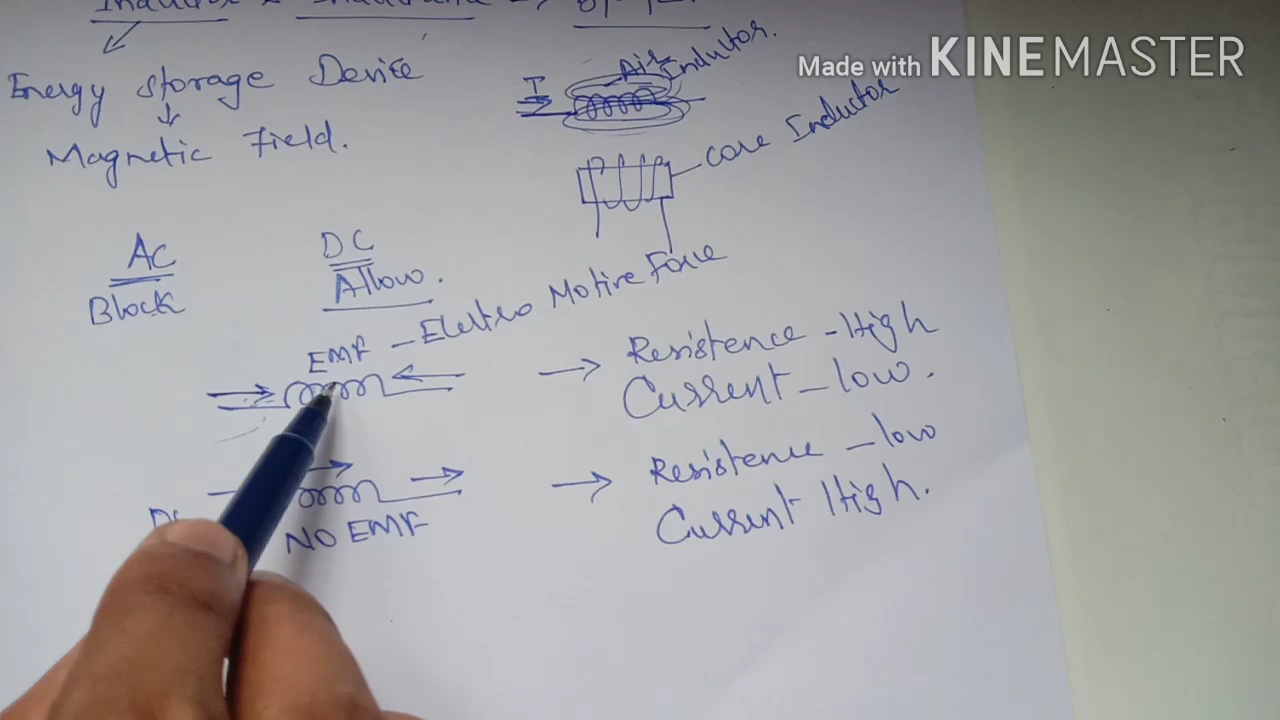 Energy Storage Device
Magnetic Field.
I
Air Inductor.
Made with KINEMASTER
Core Inductor
AC
Block
DC
Allow.
EMF - Electro Motive Force
→ Resistence - High
Current - low.
NO EMF
→ Resistence - low
Current High.